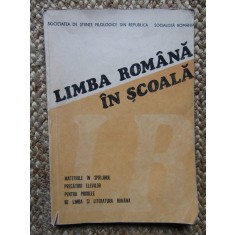 SOCIETATEA DE ȘTIINȚE FILOLOGICE DIN REPUBLICA SOCIALISTĂ ROMÂNIA
LIMBA ROMÂNĂ
ÎN ȘCOALĂ
MATERIALE ÎN SPRIJINUL
PREGĂTIRII ELEVILOR
PENTRU PROBELE
DE LIMBA ȘI LITERATURA ROMÂNĂ